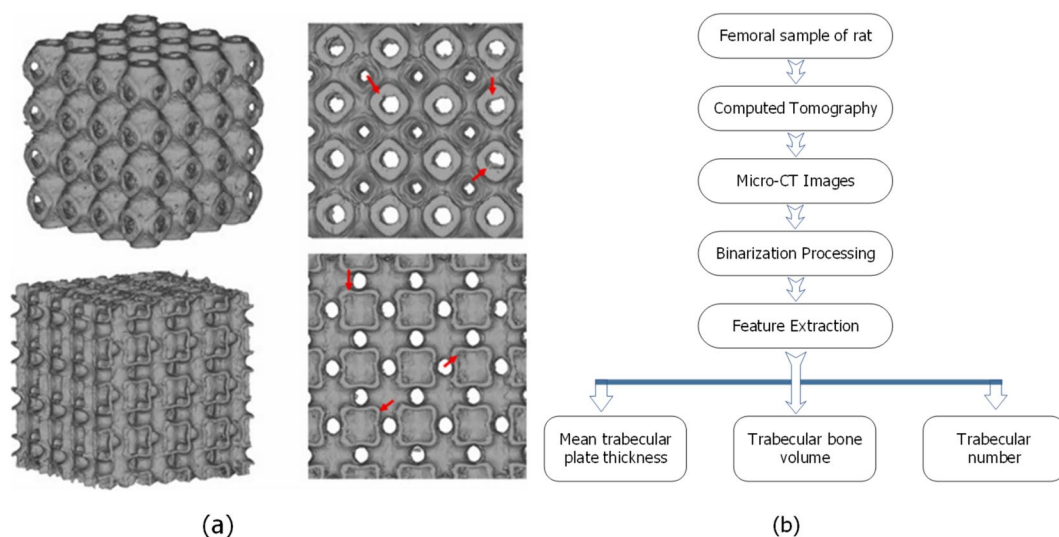 Femoral sample of rat
Computed Tomography
Micro-CT Images
Binarization Processing
Feature Extraction
Mean trabecular
plate thickness
Trabecular bone
volume
Trabecular
number
(a)
(b)